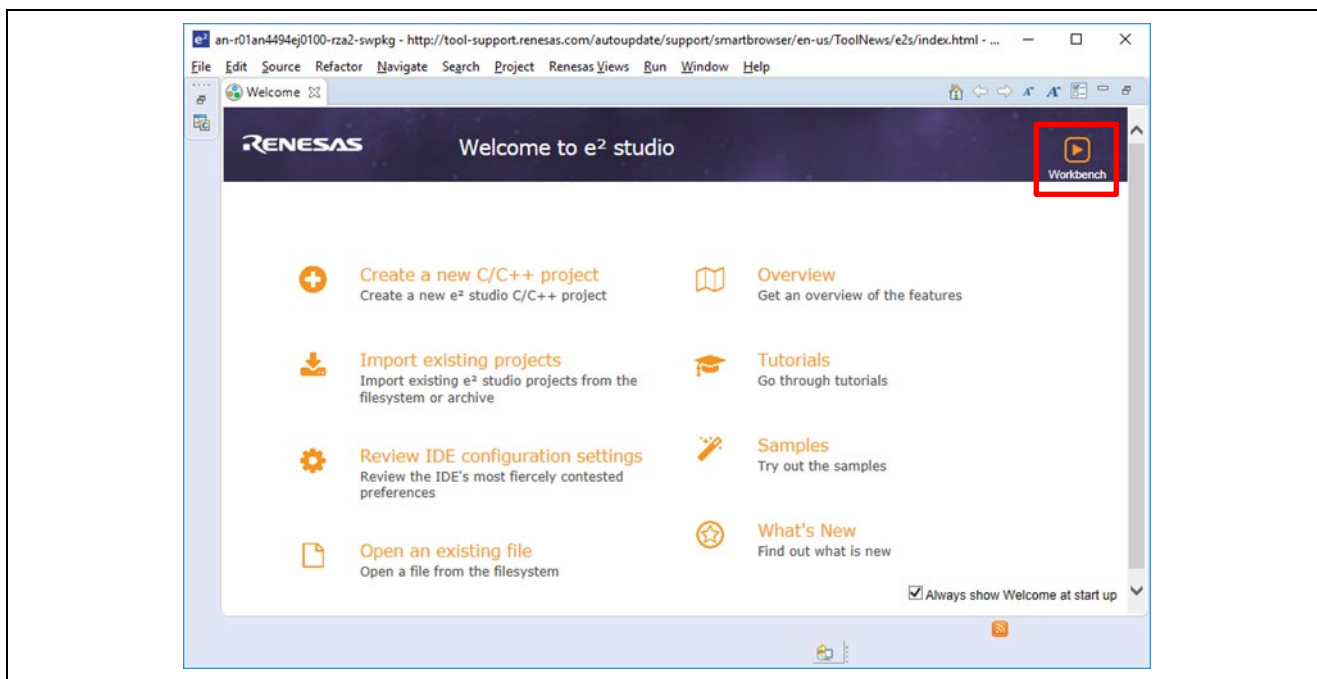 e² an-r01an4494ej0100-rza2-swpkg - http://tool-support.renesas.com/autoupdate/support/smartbrowser/en-us/ToolNews/e2s/index.html - ...
File Edit Source Refactor Navigate Search Project Renesas Views Run Window Help
Welcome
RENESAS
Welcome to e² studio
Workbench
Create a new C/C++ project
Create a new e² studio C/C++ project
Import existing projects
Import existing e² studio projects from the
filesystem or archive
Review IDE configuration settings
Review the IDE's most fiercely contested
preferences
Open an existing file
Open a file from the filesystem
Overview
Get an overview of the features
Tutorials
Go through tutorials
Samples
Try out the samples
What's New
Find out what is new
Always show Welcome at start up